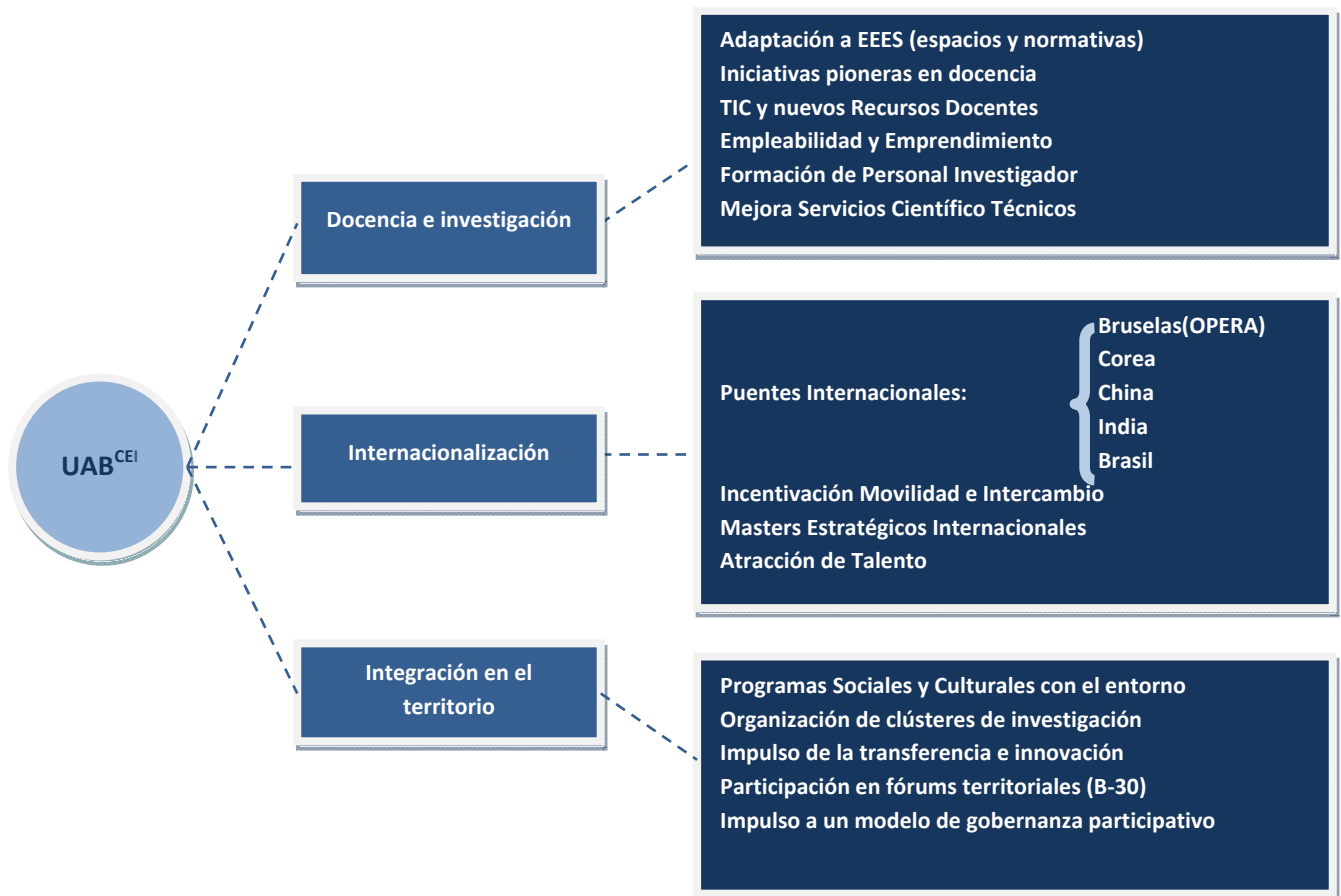 UAB^CEI
Docencia e investigación
Adaptación a EEES (espacios y normativas)
Iniciativas pioneras en docencia
TIC y nuevos Recursos Docentes
Empleabilidad y Emprendimiento
Formación de Personal Investigador
Mejora Servicios Científico Técnicos
Internacionalización
Puentes Internacionales:
Bruselas(OPERA)
Corea
China
India
Brasil
Incentivación Movilidad e Intercambio
Masters Estratégicos Internacionales
Atracción de Talento
Integración en el
territorio
Programas Sociales y Culturales con el entorno
Organización de clústeres de investigación
Impulso de la transferencia e innovación
Participación en fórums territoriales (B-30)
Impulso a un modelo de gobernanza participativo